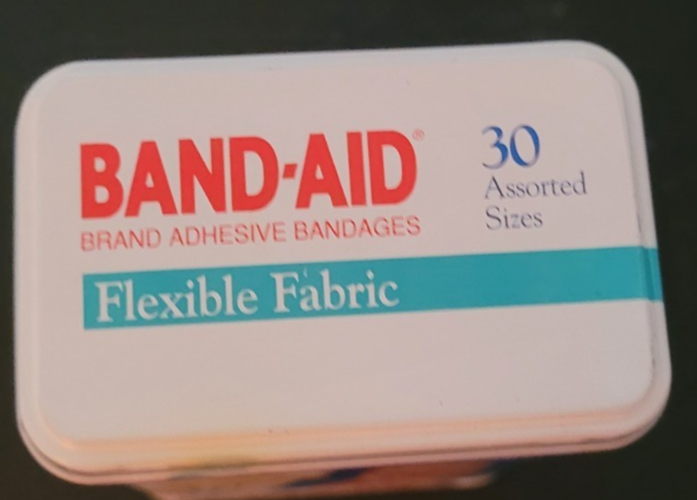 BAND-AID®
BRAND ADHESIVE BANDAGES
Flexible Fabric
30
Assorted
Sizes